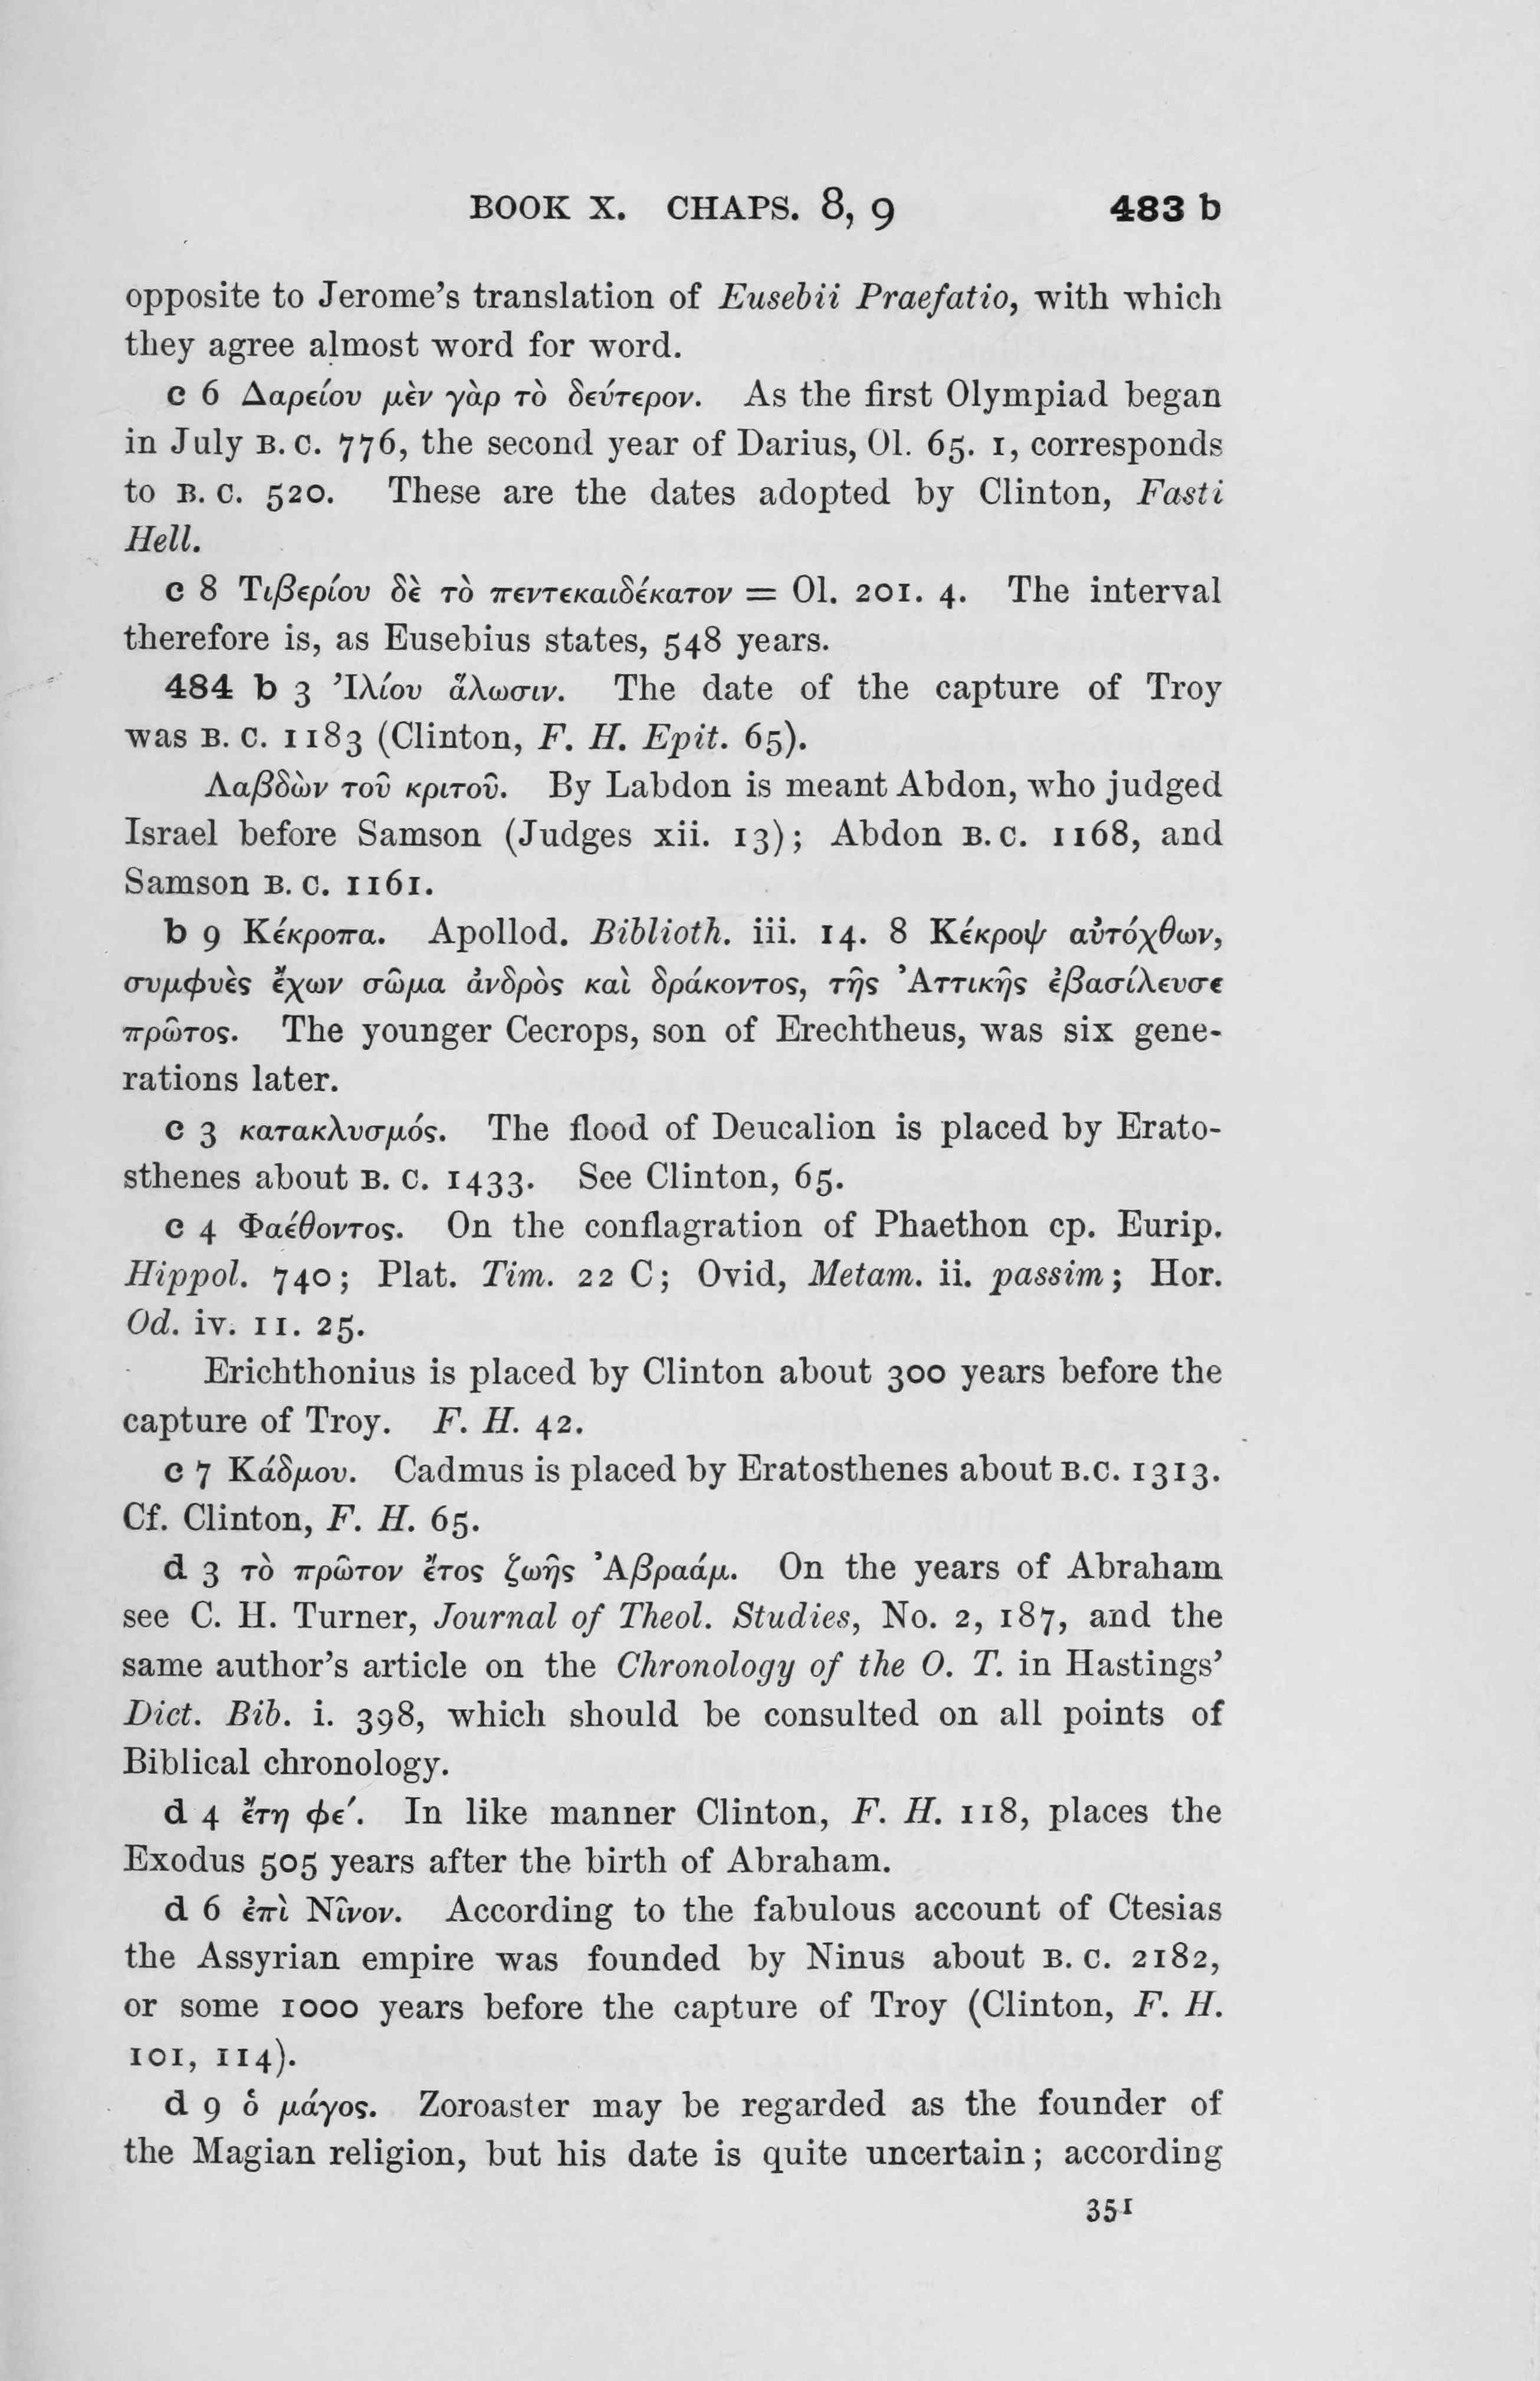 BOOK X. CHAPS. 8, 9 483 b
opposite to Jerome's translation of Eusebii Praefatio, with which
they agree almost word for word.
c 6 Δαρείου μὲν γὰρ τὸ δεύτερον. As the first Olympiad began
in July B. C. 776, the second year of Darius, Ol. 65. 1, corresponds
to B. C. 520. These are the dates adopted by Clinton, Fasti
Hell.
c 8 Τιβερίου δὲ τὸ πεντεκαιδέκατον = Ol. 201. 4. The interval
therefore is, as Eusebius states, 548 years.
484 b 3 Ἰλίου ἅλωσιν. The date of the capture of Troy
was B. C. 1183 (Clinton, F. H. Epit. 65).
Λαβδὼν τοῦ κριτοῦ. By Labdon is meant Abdon, who judged
Israel before Samson (Judges xii. 13); Abdon B. C. 1168, and
Samson B. C. 1161.
b 9 Κέκροπα. Apollod. Biblioth. iii. 14. 8 Κέκροψ αὐτόχθων,
συμφυὲς ἔχων σῶμα ἀνδρὸς καὶ δράκοντος, τῆς Ἀττικῆς ἐβασίλευσε
πρῶτος. The younger Cecrops, son of Erechtheus, was six gene-
rations later.
c 3 κατακλυσμός. The flood of Deucalion is placed by Erato-
sthenes about B. C. 1433. See Clinton, 65.
c 4 Φαέθοντος. On the conflagration of Phaethon cp. Eurip.
Hippol. 740; Plat. Tim. 22 C; Ovid, Metam. ii. passim; Hor.
Od. iv. 11. 25.
Erichthonius is placed by Clinton about 300 years before the
capture of Troy. F. H. 42.
c 7 Κάδμου. Cadmus is placed by Eratosthenes about B.C. 1313.
Cf. Clinton, F. H. 65.
d 3 τὸ πρῶτον ἔτος ζωῆς Ἀβραάμ. On the years of Abraham
see C. H. Turner, Journal of Theol. Studies, No. 2, 187, and the
same author's article on the Chronology of the O. T. in Hastings'
Dict. Bib. i. 398, which should be consulted on all points of
Biblical chronology.
d 4 ἔτη φε′. In like manner Clinton, F. H. 118, places the
Exodus 505 years after the birth of Abraham.
d 6 ἐπὶ Νῖνον. According to the fabulous account of Ctesias
the Assyrian empire was founded by Ninus about B. C. 2182,
or some 1000 years before the capture of Troy (Clinton, F. H.
101, 114).
d 9 ὁ μάγος. Zoroaster may be regarded as the founder of
the Magian religion, but his date is quite uncertain; according
351